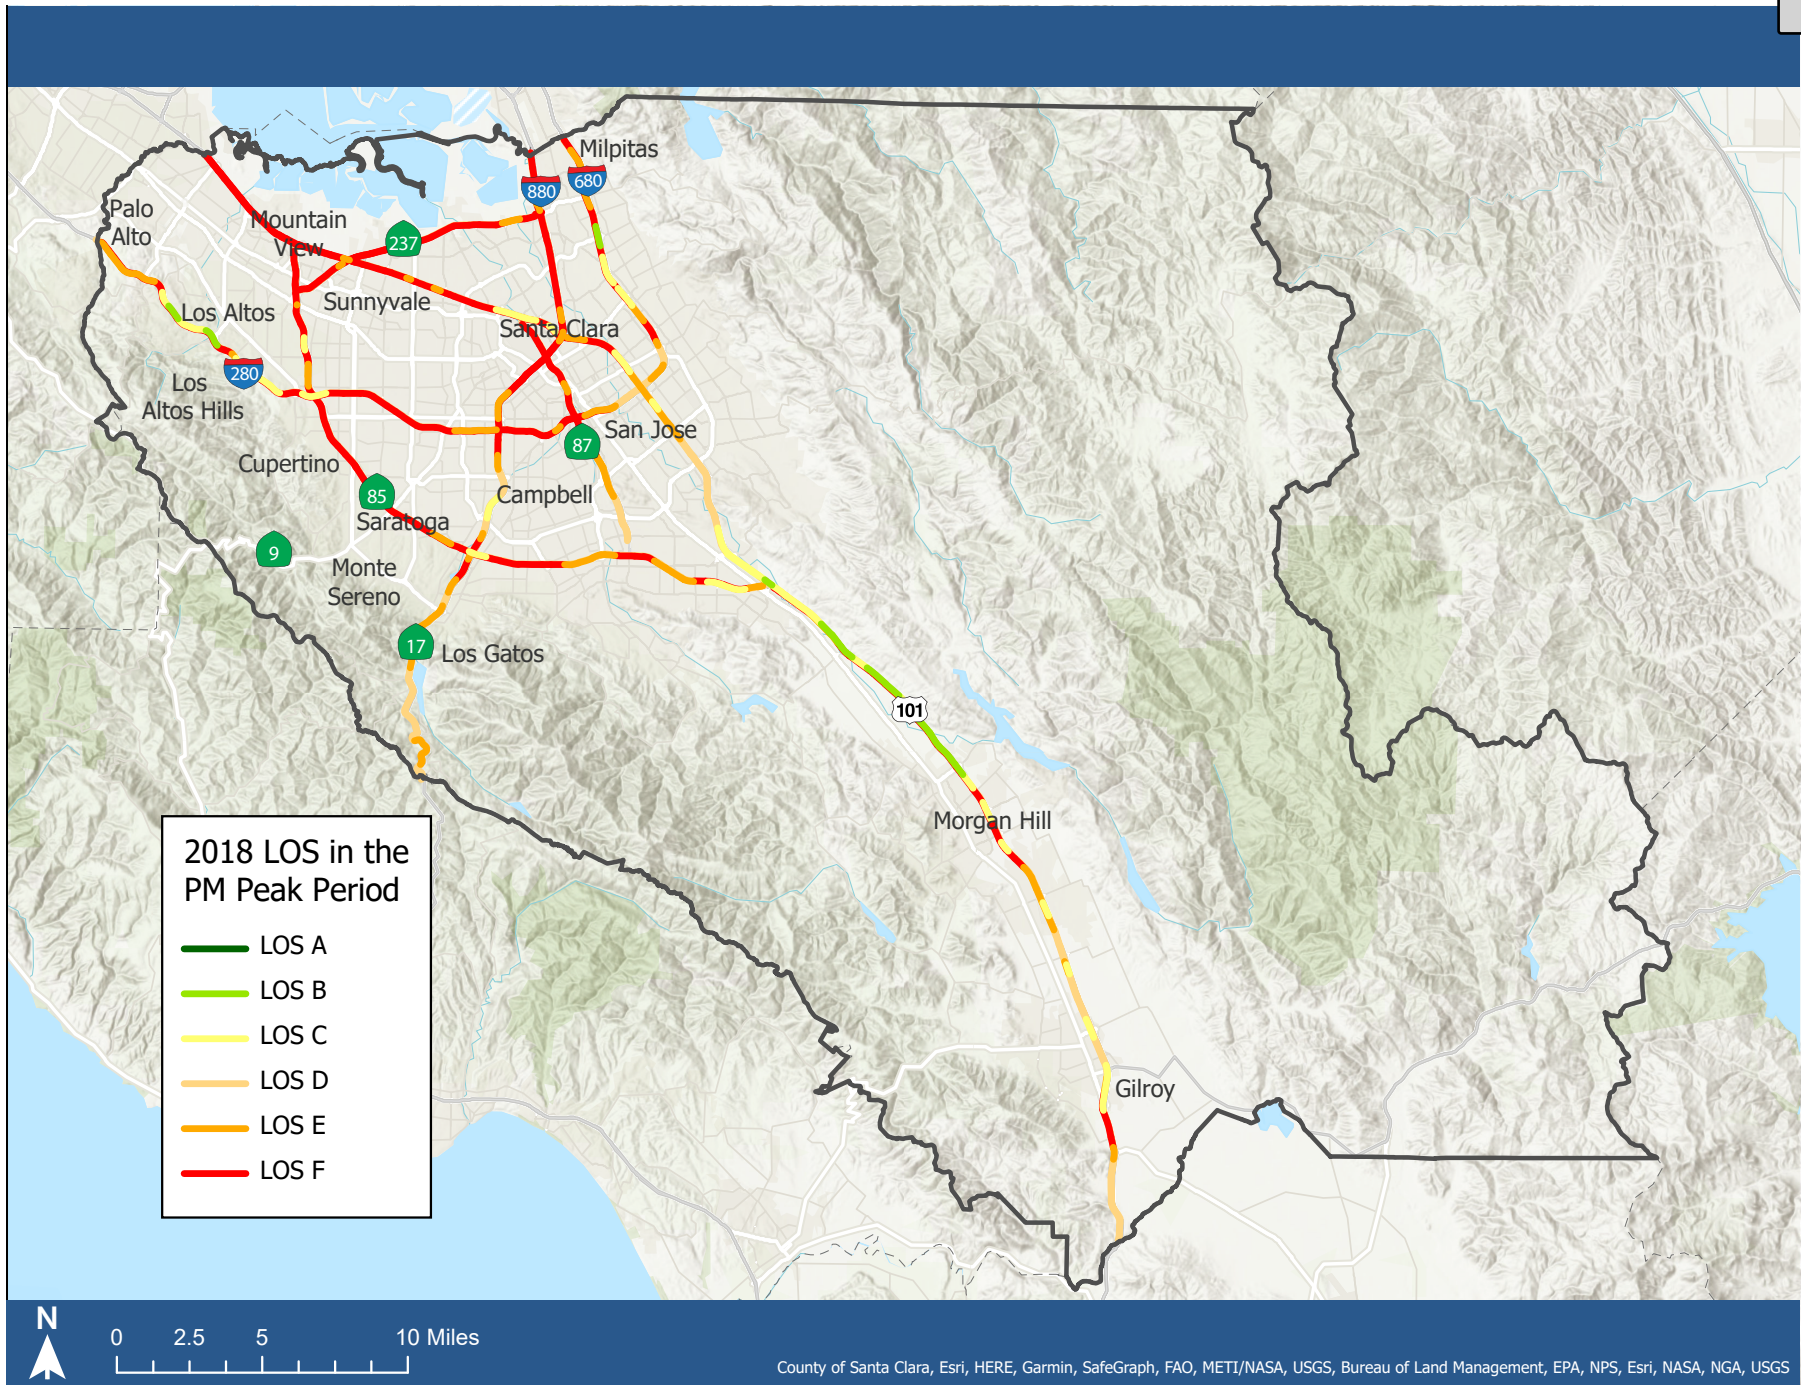 Milpitas
680
880
Palo
Alto
Mountain
View
237
Sunnyvale
Los Altos
Santa Clara
280
Los
Altos Hills
San Jose
87
Cupertino
85
Campbell
Saratoga
9
Monte
Sereno
17
Los Gatos
101
Morgan Hill
Gilroy
2018 LOS in the
PM Peak Period
LOS A
LOS B
LOS C
LOS D
LOS E
LOS F
N
0 2.5 5 10 Miles
County of Santa Clara, Esri, HERE, Garmin, SafeGraph, FAO, METI/NASA, USGS, Bureau of Land Management, EPA, NPS, Esri, NASA, NGA, USGS